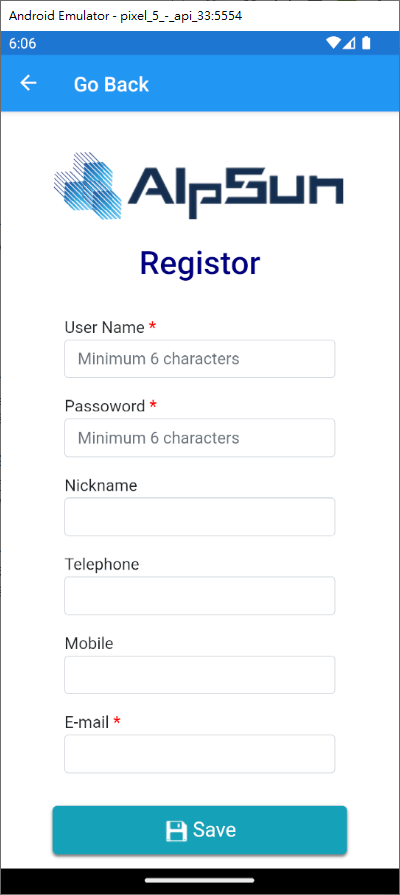 Android Emulator - pixel_5_-_api_33:5554
6:06
Go Back
AlpSun
Registor
User Name *
Minimum 6 characters
Passoword *
Minimum 6 characters
Nickname
Telephone
Mobile
E-mail *
Save